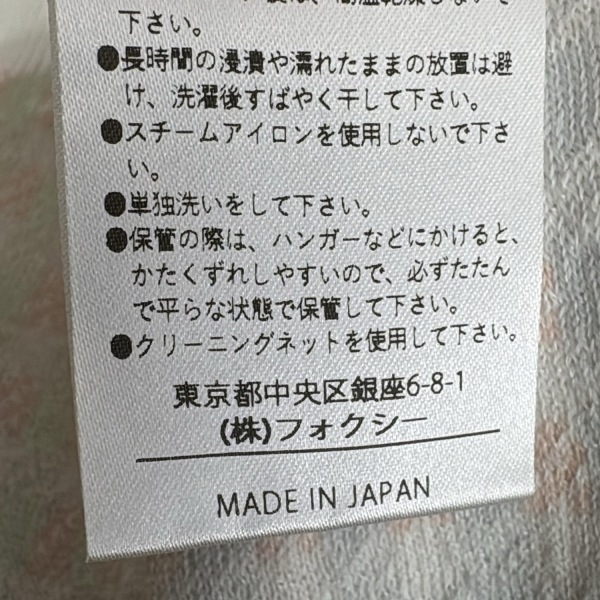 下さい。
●長時間の浸漬や濡れたままの放置は避
け、洗濯後すばやく干して下さい。
●スチームアイロンを使用しないで下さ
い。
●単独洗いをして下さい。
●保管の際は、ハンガーなどにかけると、
かたくずれしやすいので、必ずたたん
で平らな状態で保管して下さい。
●クリーニングネットを使用して下さい。
東京都中央区銀座6-8-1
(株)フォクシー
MADE IN JAPAN